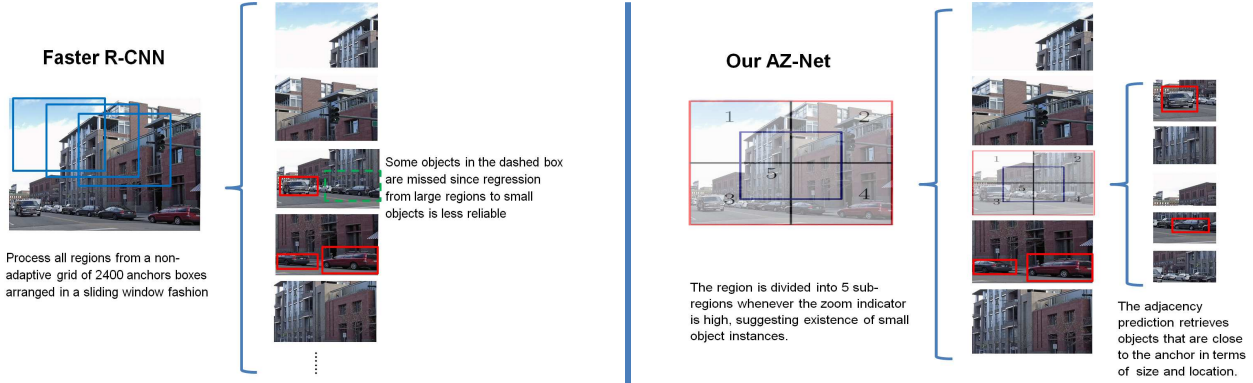 Faster R-CNN
Some objects in the dashed box
are missed since regression
from large regions to small
objects is less reliable
Process all regions from a non-
adaptive grid of 2400 anchors boxes
arranged in a sliding window fashion
Our AZ-Net
1
2
5
3
4
The region is divided into 5 sub-
regions whenever the zoom indicator
is high, suggesting existence of small
object instances.
1
2
5
3
The adjacency
prediction retrieves
objects that are close
to the anchor in terms
of size and location.